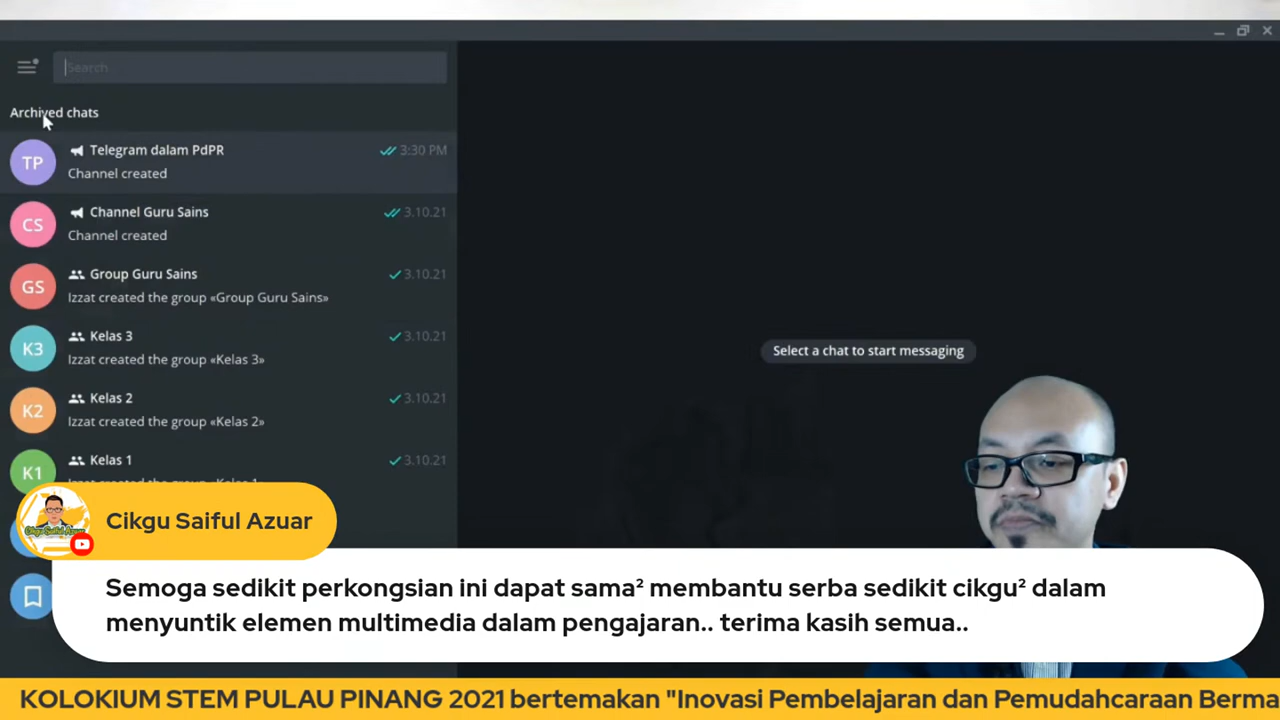 Search
Archived chats
TP
Telegram dalam PdPR
3:30 PM
Channel created
CS
Channel Guru Sains
3.10.21
Channel created
GS
Group Guru Sains
3.10.21
Izzat created the group «Group Guru Sains»
K3
Kelas 3
3.10.21
Izzat created the group «Kelas 3»
K2
Kelas 2
3.10.21
Izzat created the group «Kelas 2»
K1
Kelas 1
3.10.21
Select a chat to start messaging
Cikgu Saiful Azuar
Semoga sedikit perkongsian ini dapat sama² membantu serba sedikit cikgu² dalam
menyuntik elemen multimedia dalam pengajaran.. terima kasih semua..
KOLOKIUM STEM PULAU PINANG 2021 bertemakan "Inovasi Pembelajaran dan Pemudahcaraan Berma